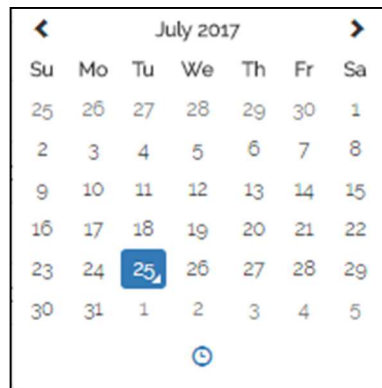 July 2017
Su Mo Tu We Th Fr Sa
25 26 27 28 29 30 1
2 3 4 5 6 7 8
9 10 11 12 13 14 15
16 17 18 19 20 21 22
23 24 25 26 27 28 29
30 31 1 2 3 4 5